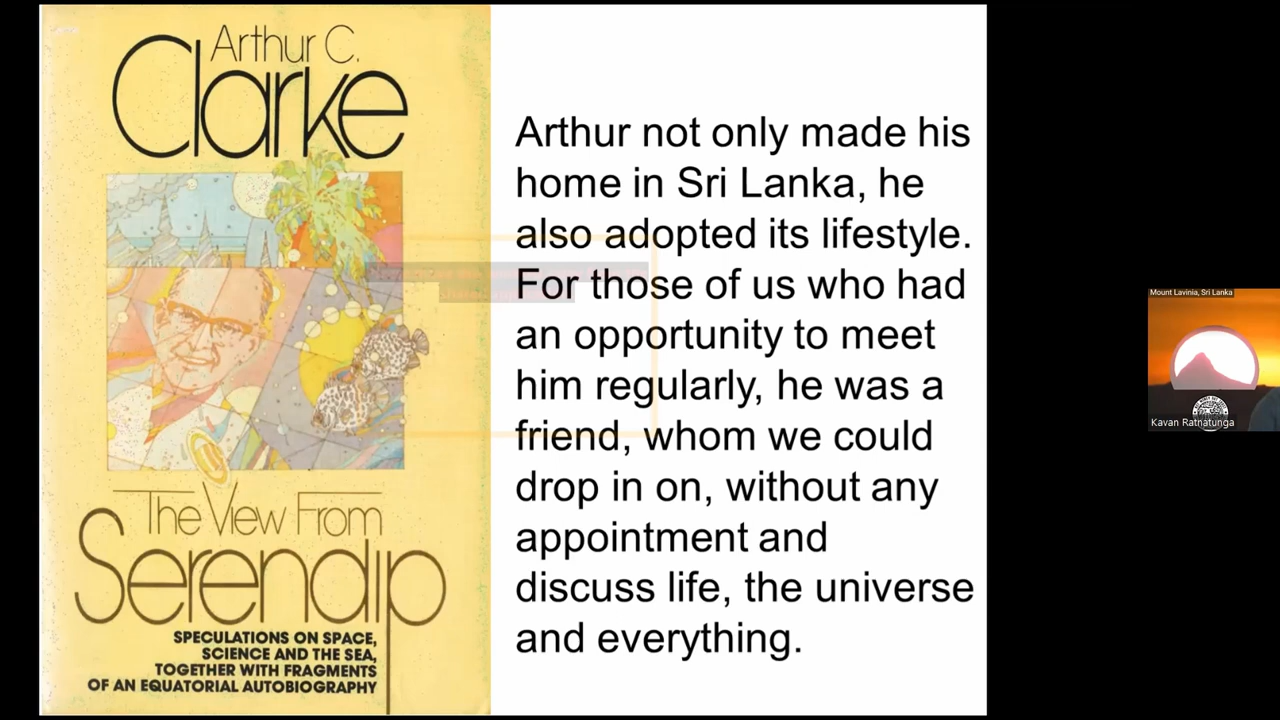 Arthur C.
Clarke
The View From
Serendip
SPECULATIONS ON SPACE,
SCIENCE AND THE SEA,
TOGETHER WITH FRAGMENTS
OF AN EQUATORIAL AUTOBIOGRAPHY
Arthur not only made his
home in Sri Lanka, he
also adopted its lifestyle.
For those of us who had
an opportunity to meet
him regularly, he was a
friend, whom we could
drop in on, without any
appointment and
discuss life, the universe
and everything.
Mount Lavinia, Sri Lanka
Kavan Ratnatunga